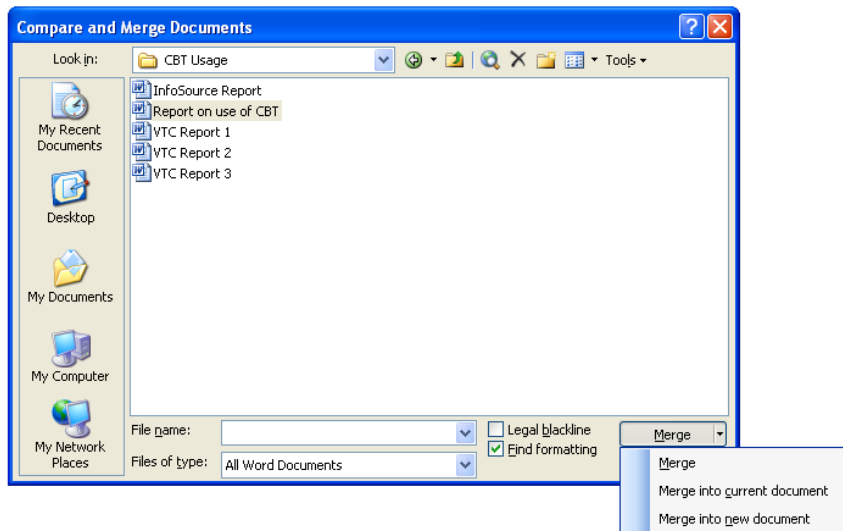 Compare and Merge Documents
Look in:
CBT Usage
Tools
InfoSource Report
Report on use of CBT
VTC Report 1
VTC Report 2
VTC Report 3
My Recent
Documents
Desktop
My Documents
My Computer
My Network
Places
File name:
Files of type:
All Word Documents
Legal blackline
Find formatting
Merge
Merge
Merge into current document
Merge into new document